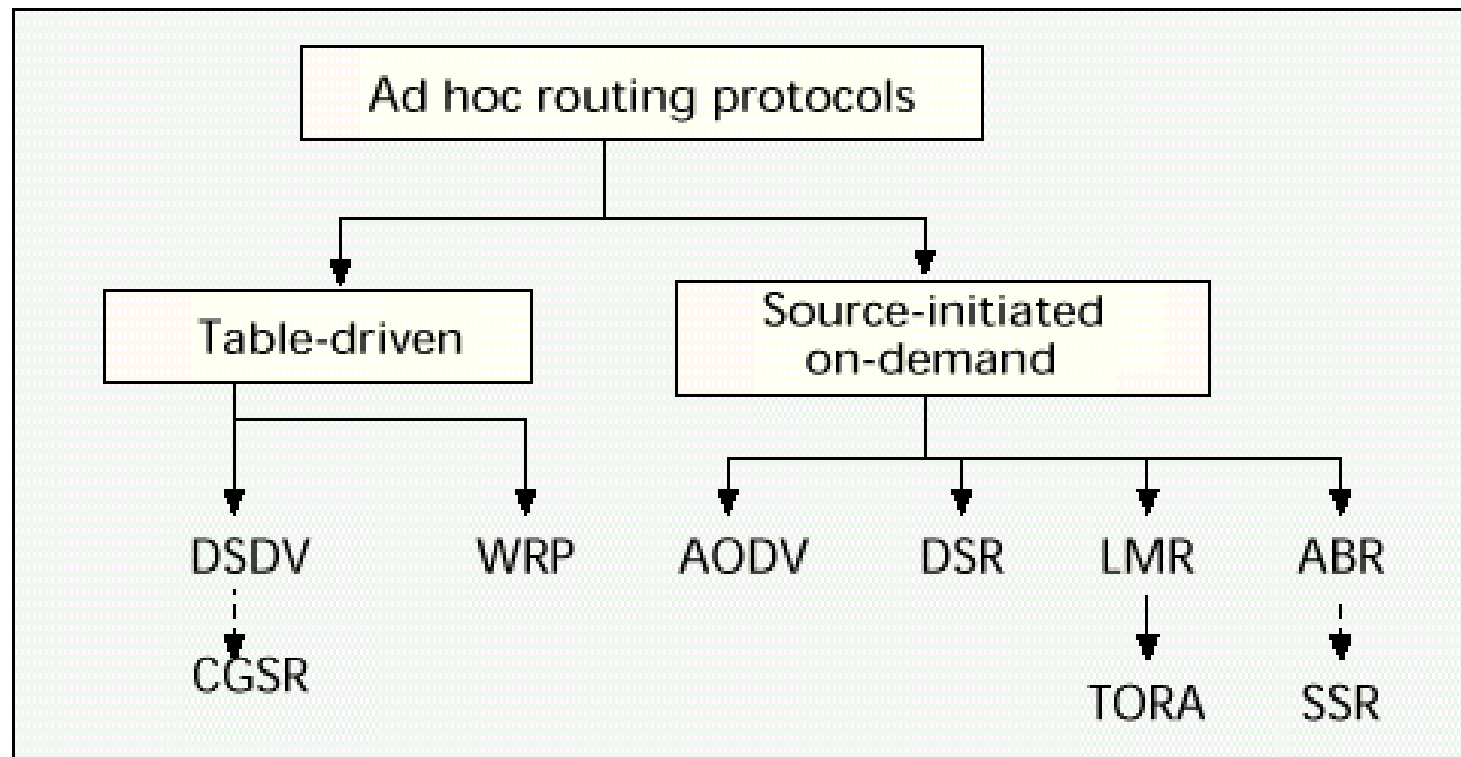 Ad hoc routing protocols
Table-driven
Source-initiated
on-demand
DSDV
WRP
AODV
DSR
LMR
ABR
CGSR
TORA
SSR